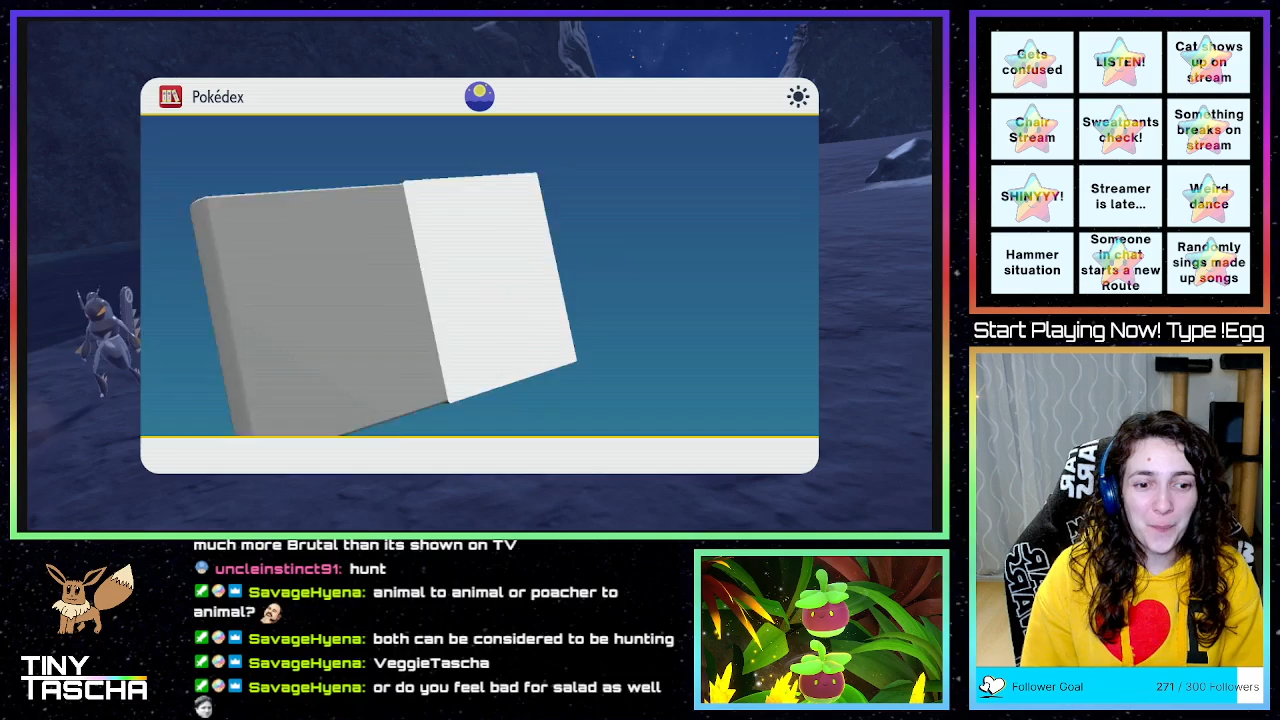 Pokédex
Gets
confused
LISTEN!
Cat shows
up on
stream
Chair
Stream
Sweatpants
check!
Something
breaks on
stream
SHINYYY!
Streamer
is late...
Weird
dance
Hammer
situation
Someone
in chat
starts a new
Route
Randomly
sings made
up songs
Start Playing Now! Type !Egg
much more Brutal than its shown on TV
uncleinstinct91: hunt
SavageHyena: animal to animal or poacher to
animal?
SavageHyena: both can be considered to be hunting
SavageHyena: VeggieTascha
SavageHyena: or do you feel bad for salad as well
TINY
TASCHA
Follower Goal
271 / 300 Followers